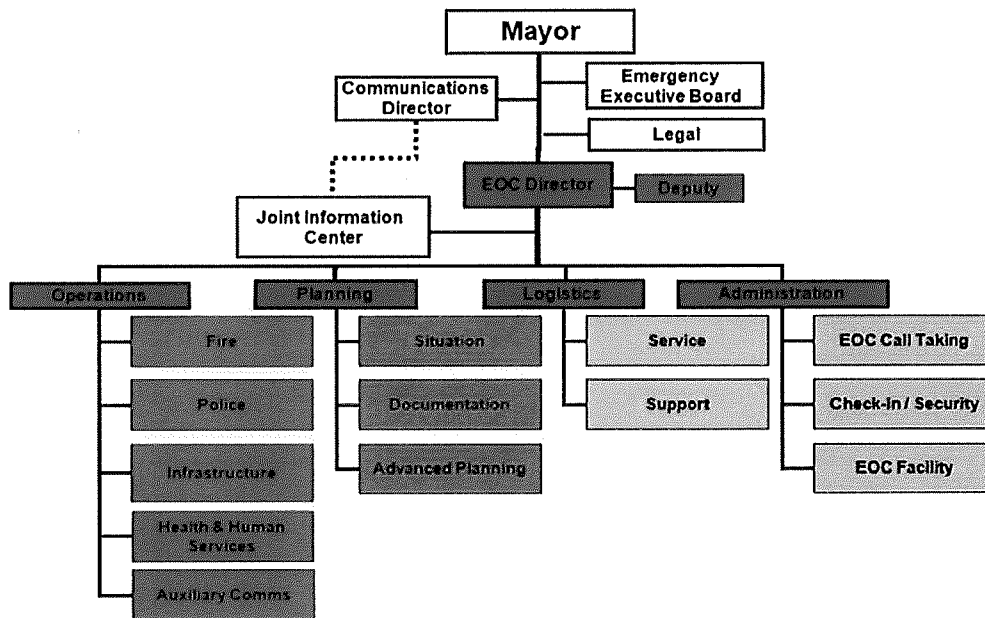 Mayor
Communications
Director
Emergency
Executive Board
Legal
EOC Director
Deputy
Joint Information
Center
Operations
Planning
Logistics
Administration
Fire
Police
Infrastructure
Health & Human
Services
Auxiliary Comms
Situation
Documentation
Advanced Planning
Service
Support
EOC Call Taking
Check-In / Security
EOC Facility